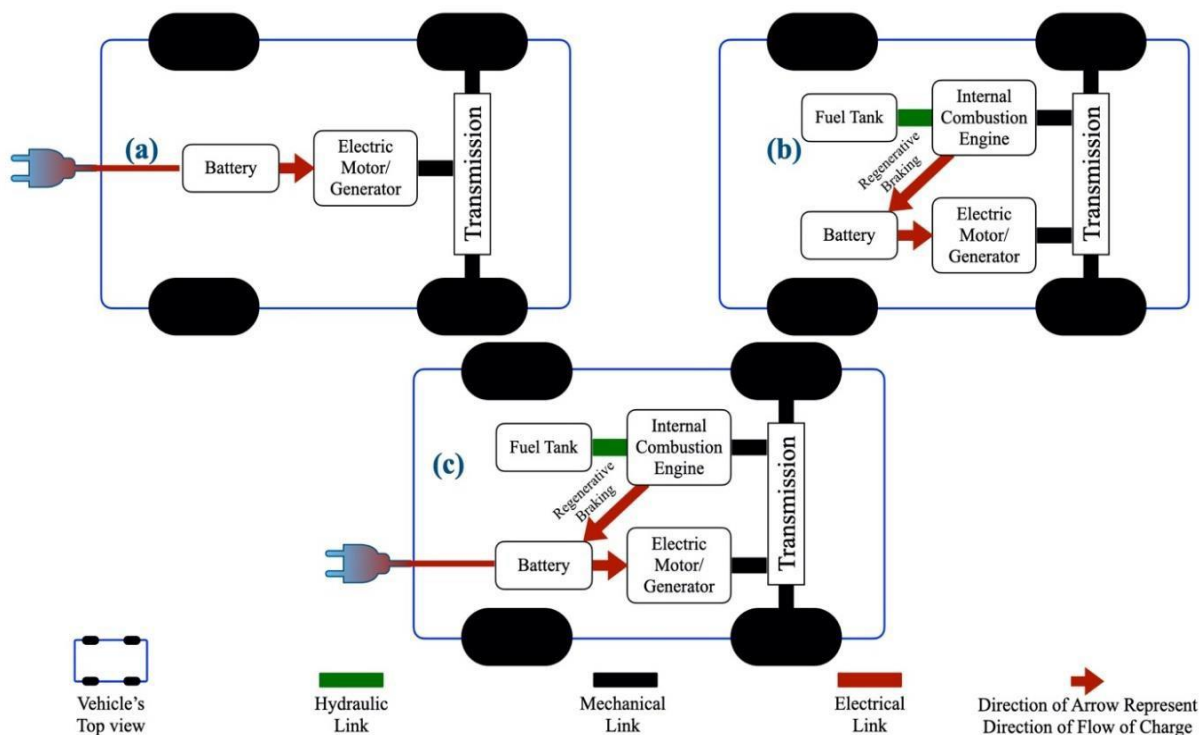 (a)
Battery
Electric
Motor/
Generator
Transmission
(b)
Fuel Tank
Internal
Combustion
Engine
Regenerative
Braking
Battery
Electric
Motor/
Generator
Transmission
(c)
Fuel Tank
Internal
Combustion
Engine
Regenerative
Braking
Battery
Electric
Motor/
Generator
Transmission
Vehicle's
Top view
Hydraulic
Link
Mechanical
Link
Electrical
Link
Direction of Arrow Represent
Direction of Flow of Charge